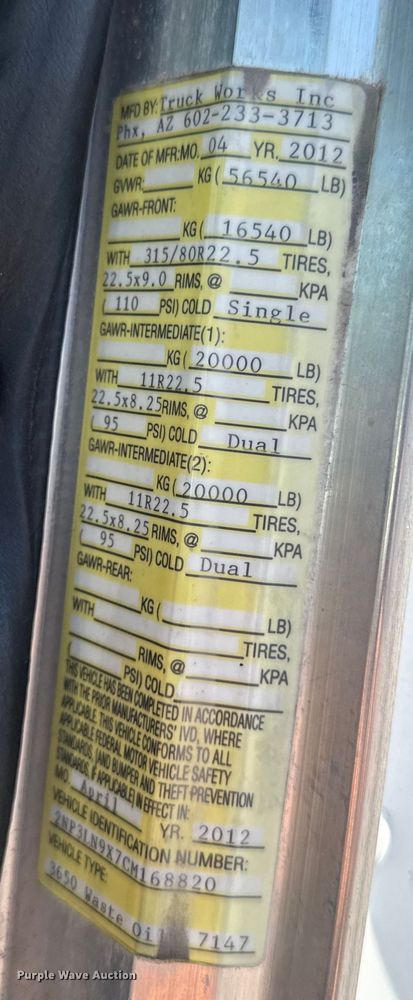 MFD BY: Truck Works Inc
Phx, AZ 602-233-3713
DATE OF MFR:MO. 04 YR. 2012
GVWR: KG ( 56540 LB)
GAWR-FRONT:
KG ( 16540 LB)
WITH 315/80R22.5 TIRES,
22.5x9.0 RIMS, @ KPA
( 110 PSI) COLD Single
GAWR-INTERMEDIATE(1):
KG ( 20000 LB)
WITH 11R22.5 TIRES,
22.5x8.25 RIMS, @ KPA
( 95 PSI) COLD Dual
GAWR-INTERMEDIATE(2):
KG ( 20000 LB)
WITH 11R22.5 TIRES,
22.5x8.25 RIMS, @ KPA
( 95 PSI) COLD Dual
GAWR-REAR:
KG ( LB)
WITH TIRES,
RIMS, @ KPA
( PSI) COLD
THIS VEHICLE HAS BEEN COMPLETED IN ACCORDANCE
WITH THE PRIOR MANUFACTURERS' IVD, WHERE
APPLICABLE. THIS VEHICLE CONFORMS TO ALL
APPLICABLE FEDERAL MOTOR VEHICLE SAFETY
STANDARDS, (AND BUMPER AND THEFT PREVENTION
STANDARDS, IF APPLICABLE) IN EFFECT IN:
MO April YR. 2012
VEHICLE IDENTIFICATION NUMBER:
2NP3LN9X7CM168820
VEHICLE TYPE:
3650 Waste Oil 7147
Purple Wave Auction